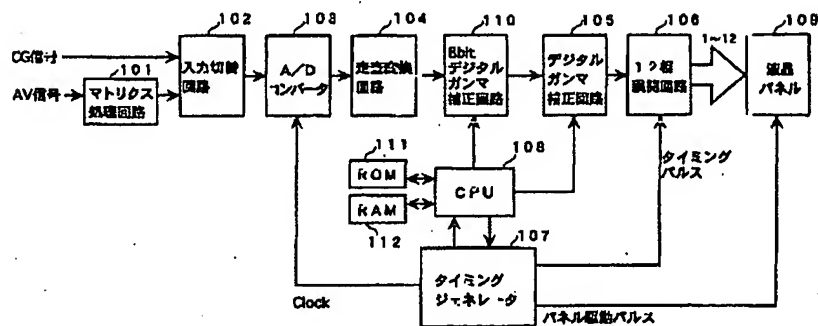 102
103
104
110
105
106
109
CG信号
AV信号
101
マトリクス
処理回路
入力切替
回路
A/D
コンバータ
走査変換
回路
8bit
デジタル
ガンマ
補正回路
デジタル
ガンマ
補正回路
12相
展開回路
1~12
液晶
パネル
111
ROM
RAM
112
108
CPU
タイミング
パルス
107
タイミング
ジェネレータ
Clock
パネル駆動パルス